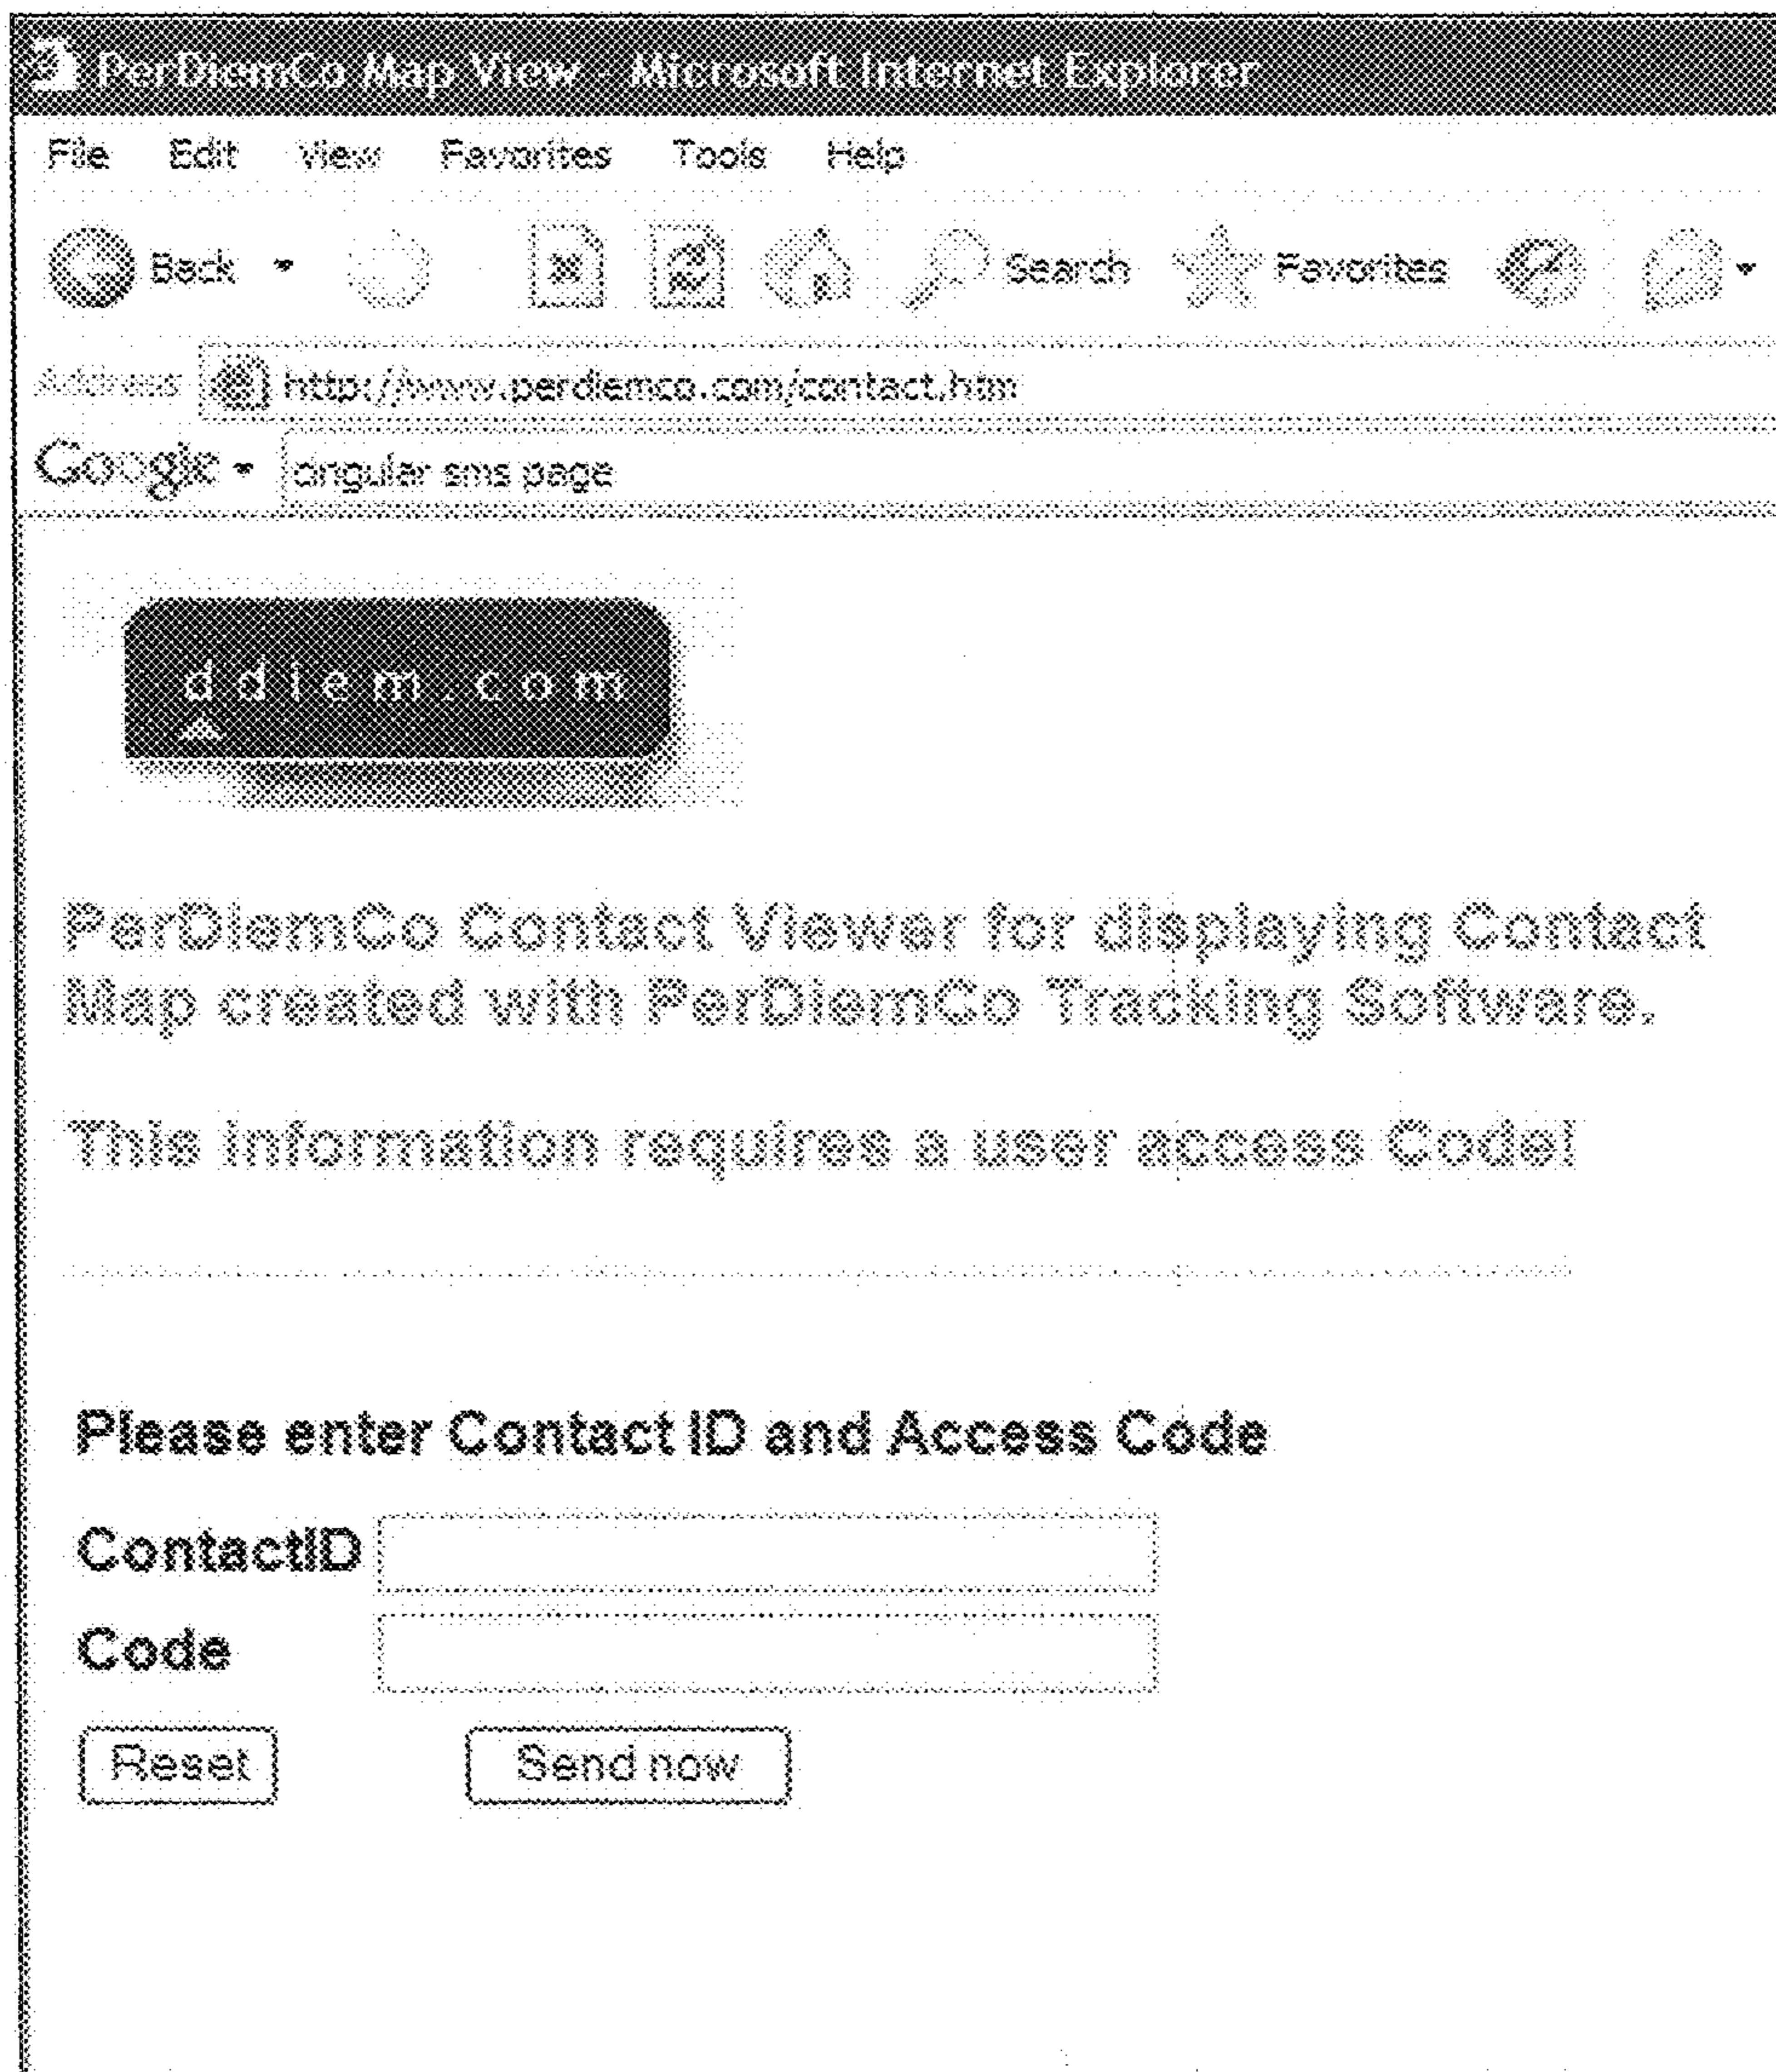 PerDiemCo Map View - Microsoft Internet Explorer
File Edit View Favorites Tools Help
Back Search Favorites
Address http://www.perdiemco.com/contact.htm
Google cingular sms page
ddiem.com
PerDiemCo Contact Viewer for displaying Contact
Map created with PerDiemCo Tracking Software.
This information requires a user access Code!
Please enter Contact ID and Access Code
ContactID
Code
Reset Send now